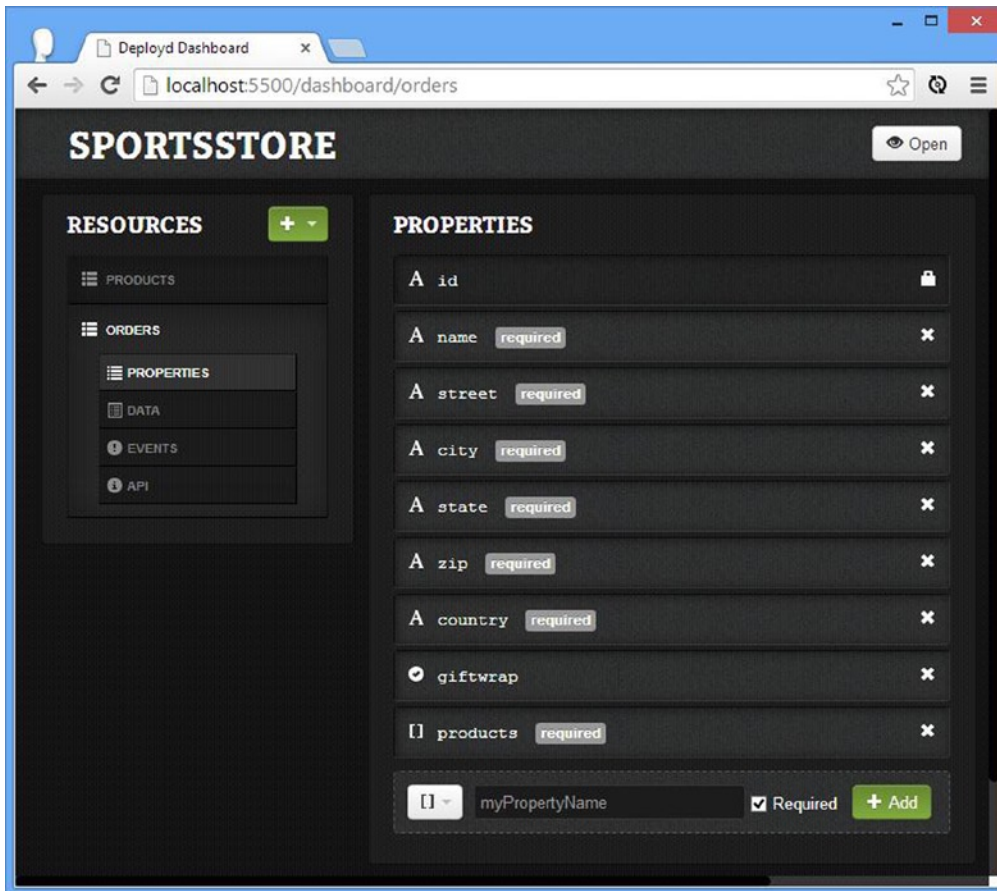 Deployd Dashboard
localhost:5500/dashboard/orders
SPORTSSTORE
Open
RESOURCES
PRODUCTS
ORDERS
PROPERTIES
DATA
EVENTS
API
PROPERTIES
A id
A name required
A street required
A city required
A state required
A zip required
A country required
giftwrap
[] products required
[] myPropertyName Required + Add